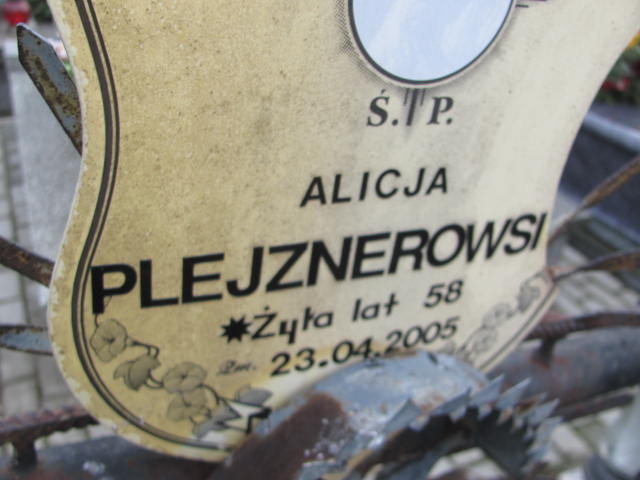 Ś. P.
ALICJA
PLEJZNEROWSI
Żyła lat 58
Zm. 23.04.2005